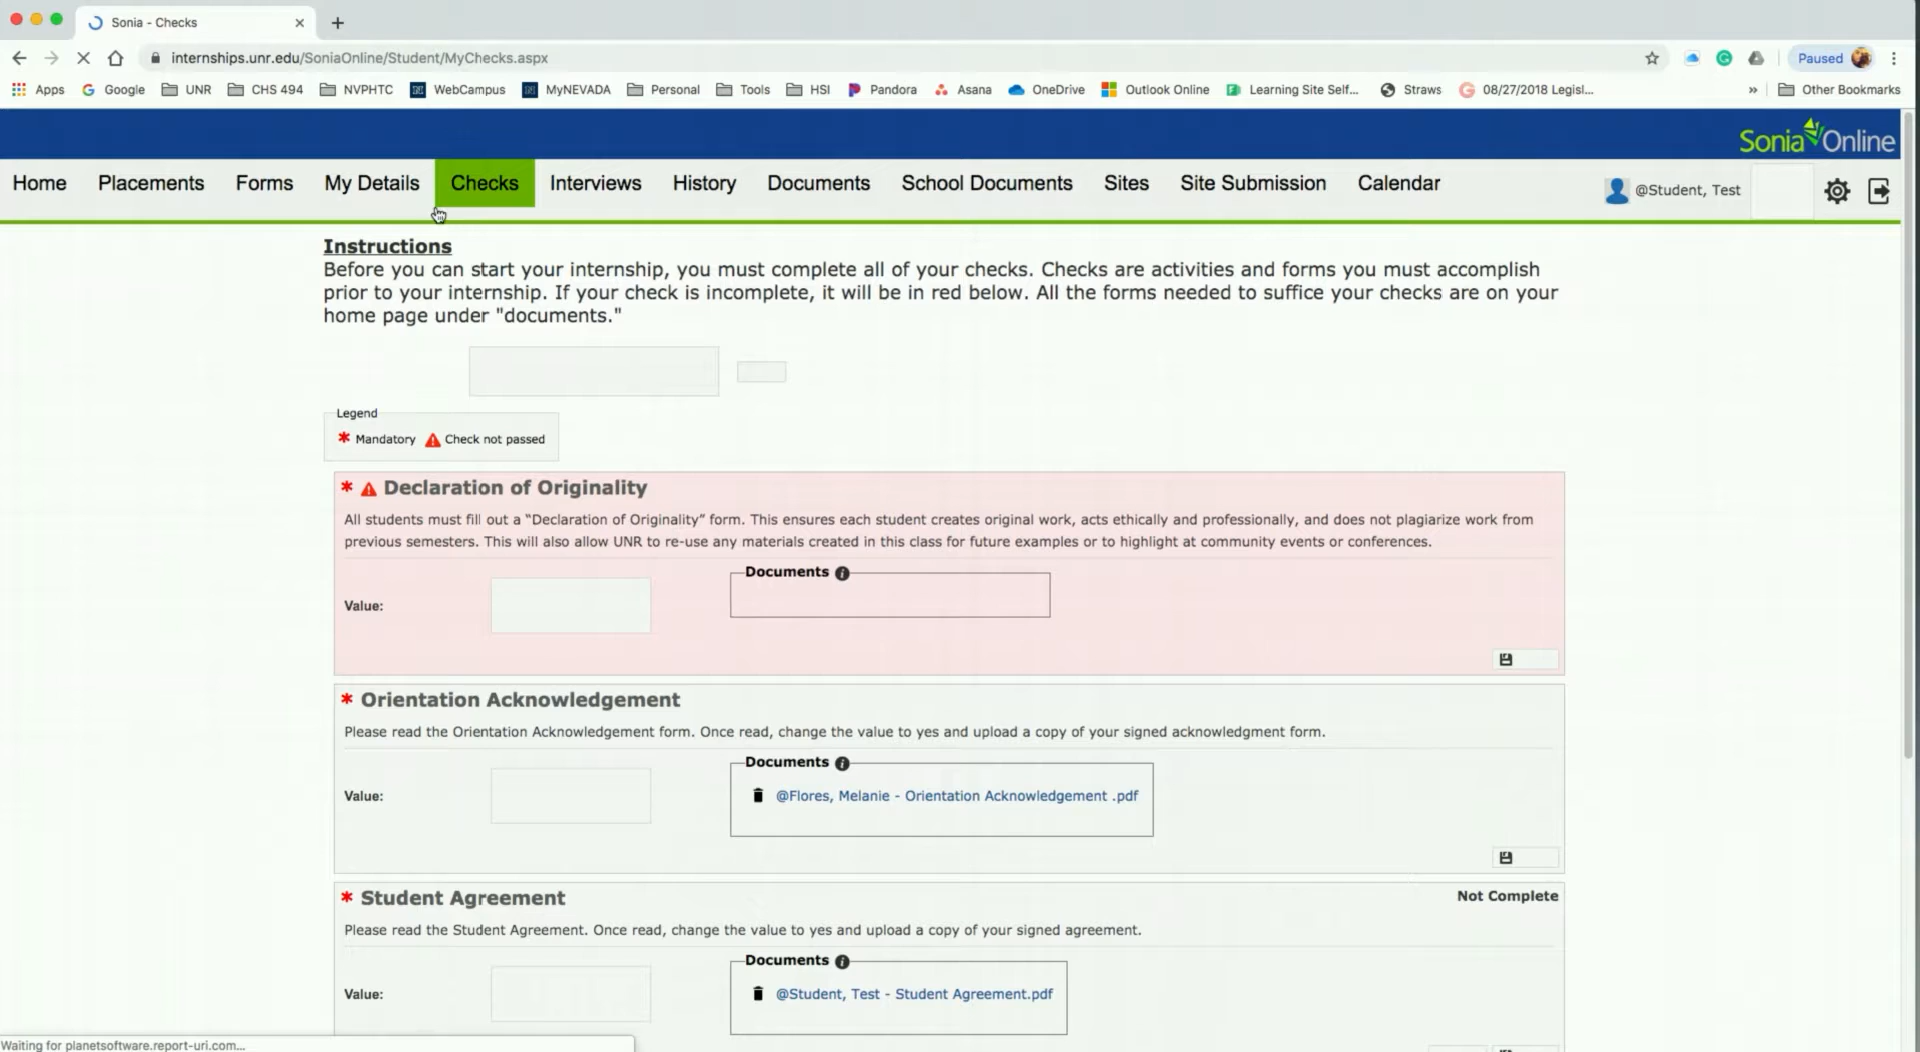 Sonia - Checks
internships.unr.edu/SoniaOnline/Student/MyChecks.aspx
Paused
Apps Google UNR CHS 494 NVPHTC WebCampus MyNEVADA Personal Tools HSI Pandora Asana OneDrive Outlook Online Learning Site Self... Straws 08/27/2018 Legisl... » Other Bookmarks
Sonia Online
Home Placements Forms My Details Checks Interviews History Documents School Documents Sites Site Submission Calendar
@Student, Test
Instructions
Before you can start your internship, you must complete all of your checks. Checks are activities and forms you must accomplish
prior to your internship. If your check is incomplete, it will be in red below. All the forms needed to suffice your checks are on your
home page under "documents."
Legend
* Mandatory Check not passed
* Declaration of Originality
All students must fill out a “Declaration of Originality” form. This ensures each student creates original work, acts ethically and professionally, and does not plagiarize work from
previous semesters. This will also allow UNR to re-use any materials created in this class for future examples or to highlight at community events or conferences.
Documents
Value:
* Orientation Acknowledgement
Please read the Orientation Acknowledgement form. Once read, change the value to yes and upload a copy of your signed acknowledgment form.
Documents
Value:
@Flores, Melanie - Orientation Acknowledgement .pdf
* Student Agreement
Not Complete
Please read the Student Agreement. Once read, change the value to yes and upload a copy of your signed agreement.
Documents
Value:
@Student, Test - Student Agreement.pdf
Waiting for planetsoftware.report-uri.com...